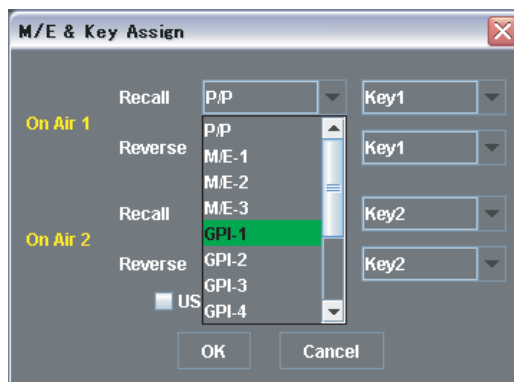 M/E & Key Assign
Recall P/P Key1
On Air 1
P/P
M/E-1
Reverse Key1
M/E-2
M/E-3
Recall Key2
GPI-1
On Air 2
GPI-2
Reverse Key2
GPI-3
US
GPI-4
OK Cancel